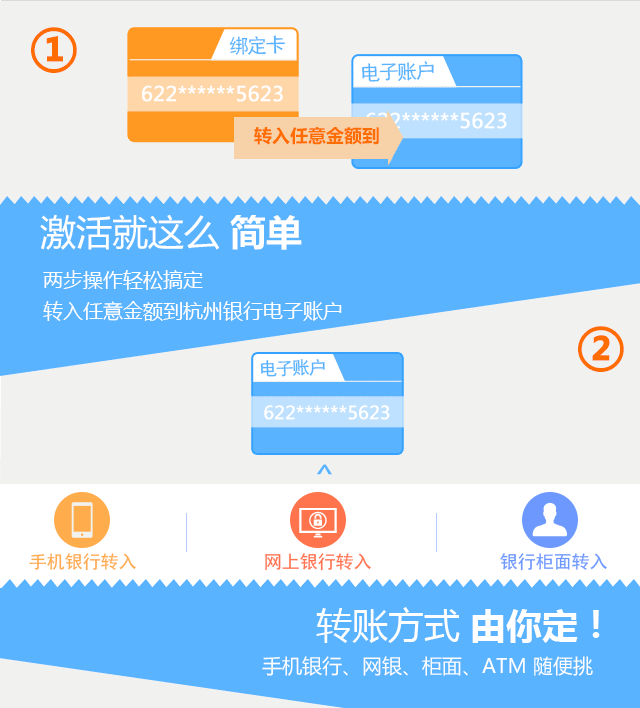 ①
绑定卡
622******5623
电子账户
622******5623
转入任意金额到
激活就这么 简单
两步操作轻松搞定
转入任意金额到杭州银行电子账户
②
电子账户
622******5623
手机银行转入
网上银行转入
银行柜面转入
转账方式 由你定！
手机银行、网银、柜面、ATM 随便挑